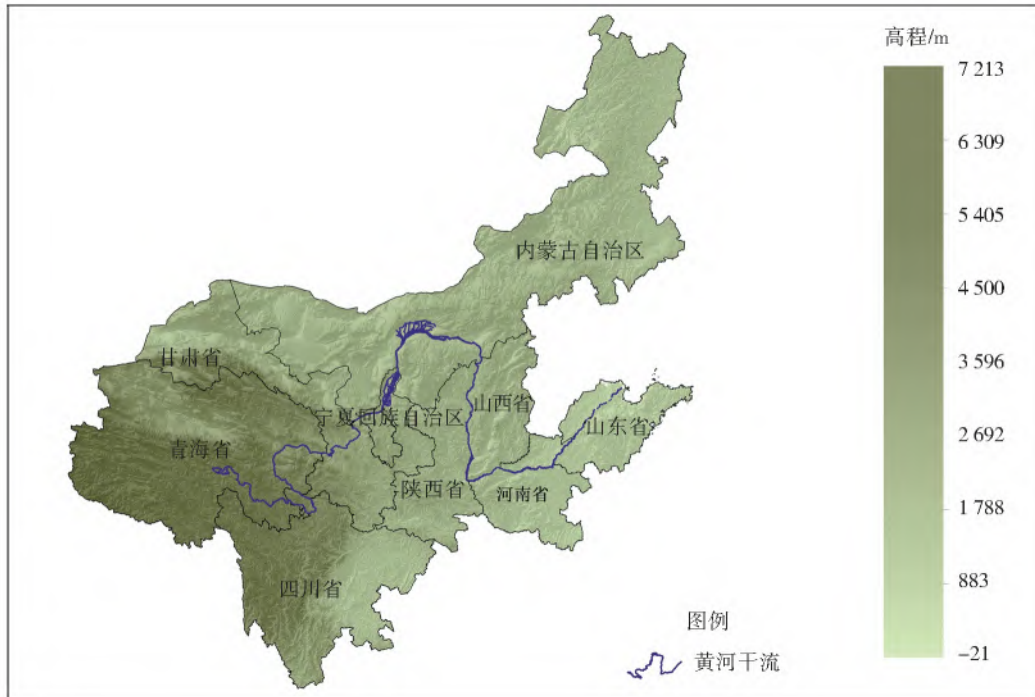 高程/m
7 213
6 309
5 405
4 500
3 596
2 692
1 788
883
-21
内蒙古自治区
甘肃省
宁夏回族自治区
山西省
山东省
青海省
陕西省
河南省
四川省
图例
黄河干流